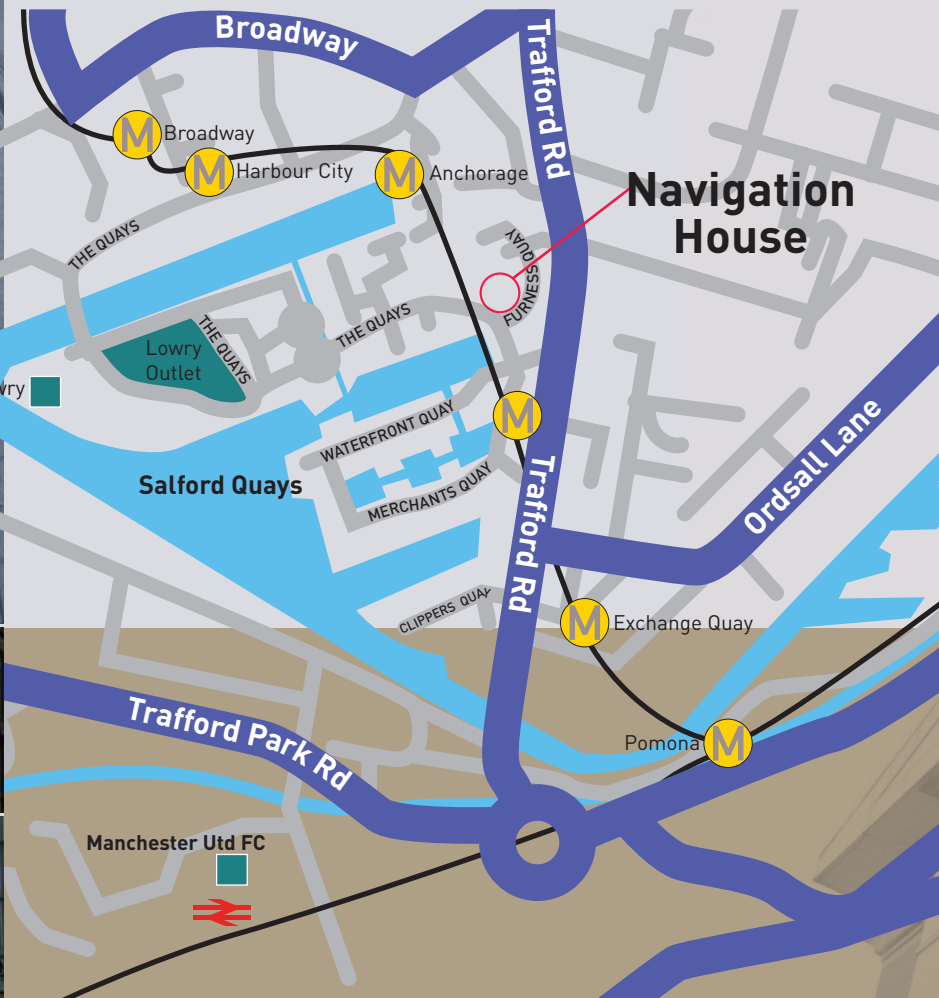 Broadway
Trafford Rd
M Broadway
M Harbour City
M Anchorage
Navigation
House
THE QUAYS
FURNESS QUAY
THE QUAYS
THE QUAYS
Lowry
Outlet
wry
WATERFRONT QUAY
M
Ordsall Lane
Salford Quays
MERCHANTS QUAY
Trafford Rd
CLIPPERS QUAY
M Exchange Quay
Trafford Park Rd
Pomona M
Manchester Utd FC